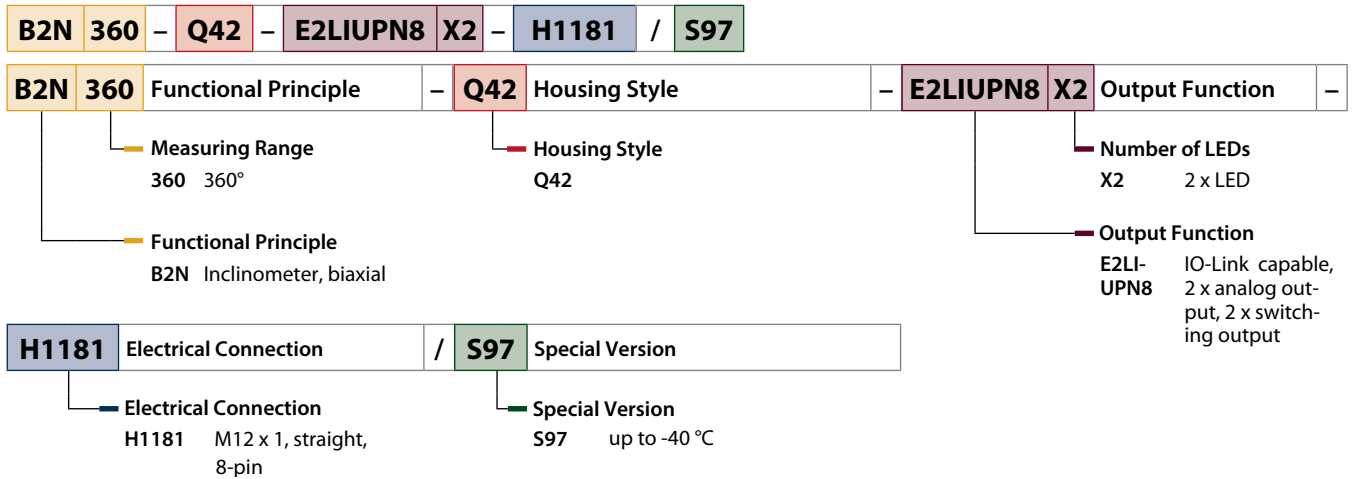 B2N 360 – Q42 – E2LIUPN8 X2 – H1181 / S97
B2N 360 Functional Principle – Q42 Housing Style – E2LIUPN8 X2 Output Function –
Measuring Range
360 360°
Housing Style
Q42
Number of LEDs
X2 2 x LED
Functional Principle
B2N Inclinometer, biaxial
Output Function
E2LI- IO-Link capable,
UPN8 2 x analog out-
put, 2 x switch-
ing output
H1181 Electrical Connection / S97 Special Version
Electrical Connection
H1181 M12 x 1, straight,
8-pin
Special Version
S97 up to -40 °C